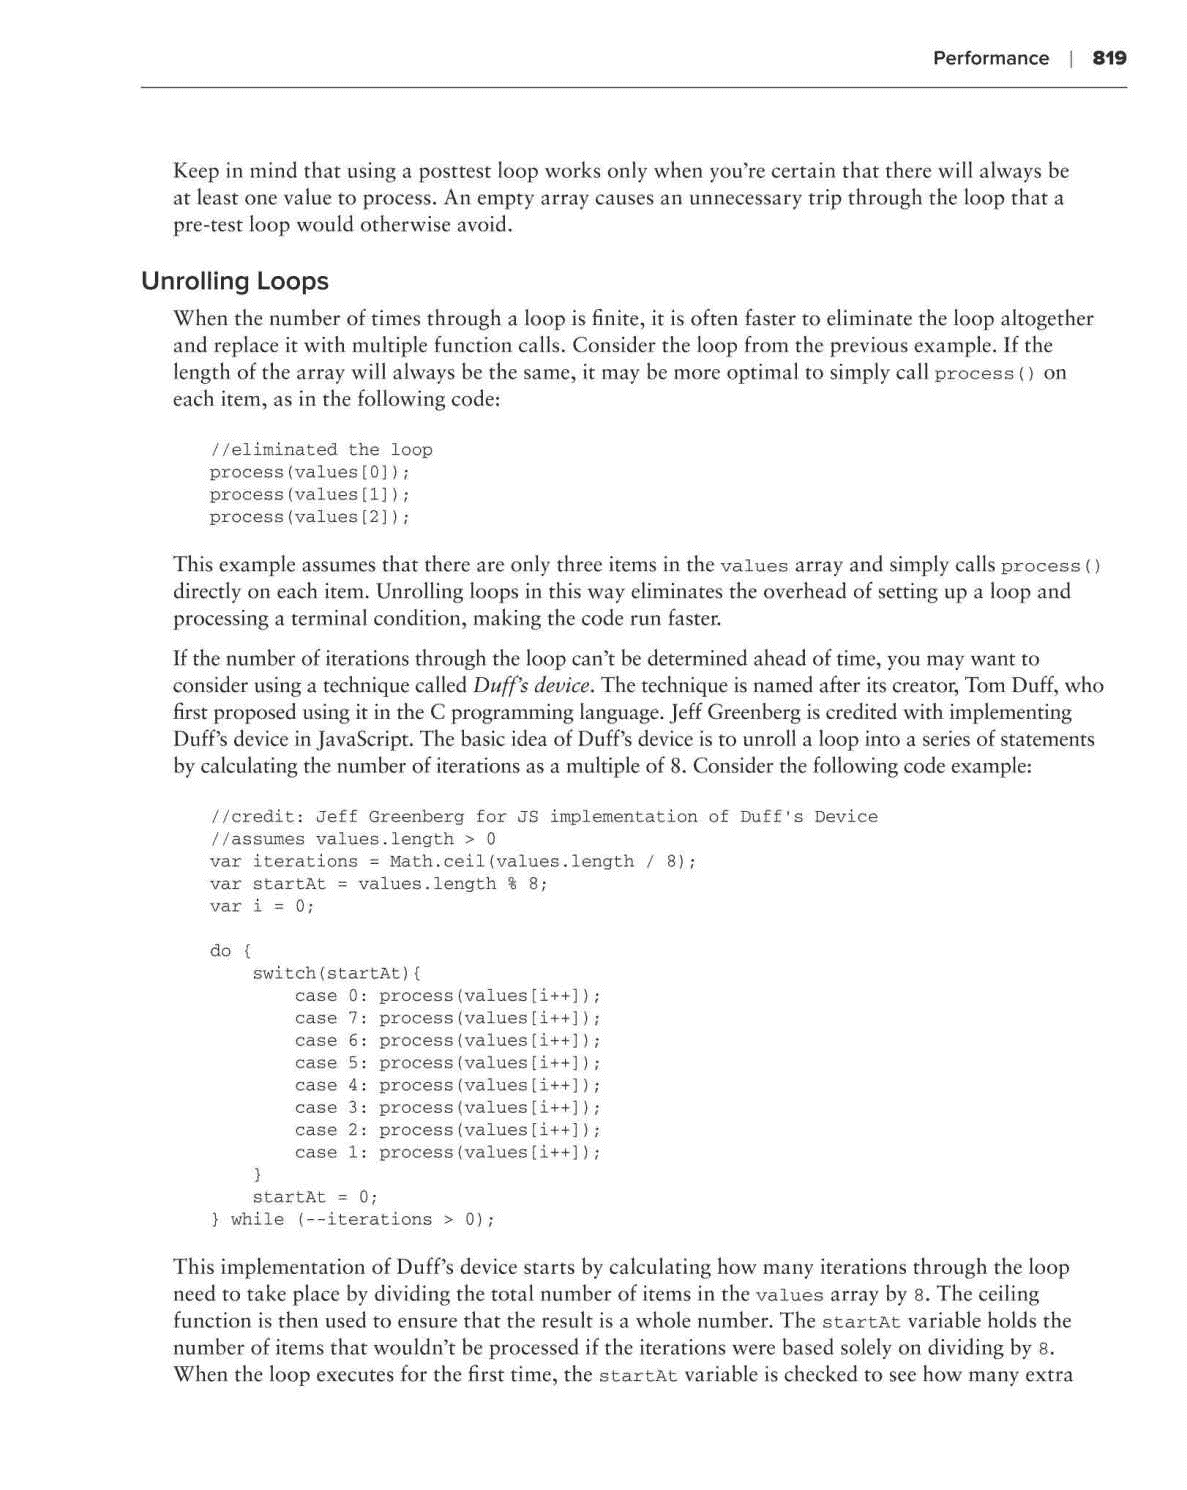 Performance | 819
Keep in mind that using a posttest loop works only when you're certain that there will always be
at least one value to process. An empty array causes an unnecessary trip through the loop that a
pre-test loop would otherwise avoid.
Unrolling Loops
When the number of times through a loop is finite, it is often faster to eliminate the loop altogether
and replace it with multiple function calls. Consider the loop from the previous example. If the
length of the array will always be the same, it may be more optimal to simply call process() on
each item, as in the following code:
//eliminated the loop
process(values[0]);
process(values[1]);
process(values[2]);
This example assumes that there are only three items in the values array and simply calls process()
directly on each item. Unrolling loops in this way eliminates the overhead of setting up a loop and
processing a terminal condition, making the code run faster.
If the number of iterations through the loop can't be determined ahead of time, you may want to
consider using a technique called Duff's device. The technique is named after its creator, Tom Duff, who
first proposed using it in the C programming language. Jeff Greenberg is credited with implementing
Duff's device in JavaScript. The basic idea of Duff's device is to unroll a loop into a series of statements
by calculating the number of iterations as a multiple of 8. Consider the following code example:
//credit: Jeff Greenberg for JS implementation of Duff's Device
//assumes values.length > 0
var iterations = Math.ceil(values.length / 8);
var startAt = values.length % 8;
var i = 0;
do {
    switch(startAt){
        case 0: process(values[i++]);
        case 7: process(values[i++]);
        case 6: process(values[i++]);
        case 5: process(values[i++]);
        case 4: process(values[i++]);
        case 3: process(values[i++]);
        case 2: process(values[i++]);
        case 1: process(values[i++]);
    }
    startAt = 0;
} while (--iterations > 0);
This implementation of Duff's device starts by calculating how many iterations through the loop
need to take place by dividing the total number of items in the values array by 8. The ceiling
function is then used to ensure that the result is a whole number. The startAt variable holds the
number of items that wouldn't be processed if the iterations were based solely on dividing by 8.
When the loop executes for the first time, the startAt variable is checked to see how many extra